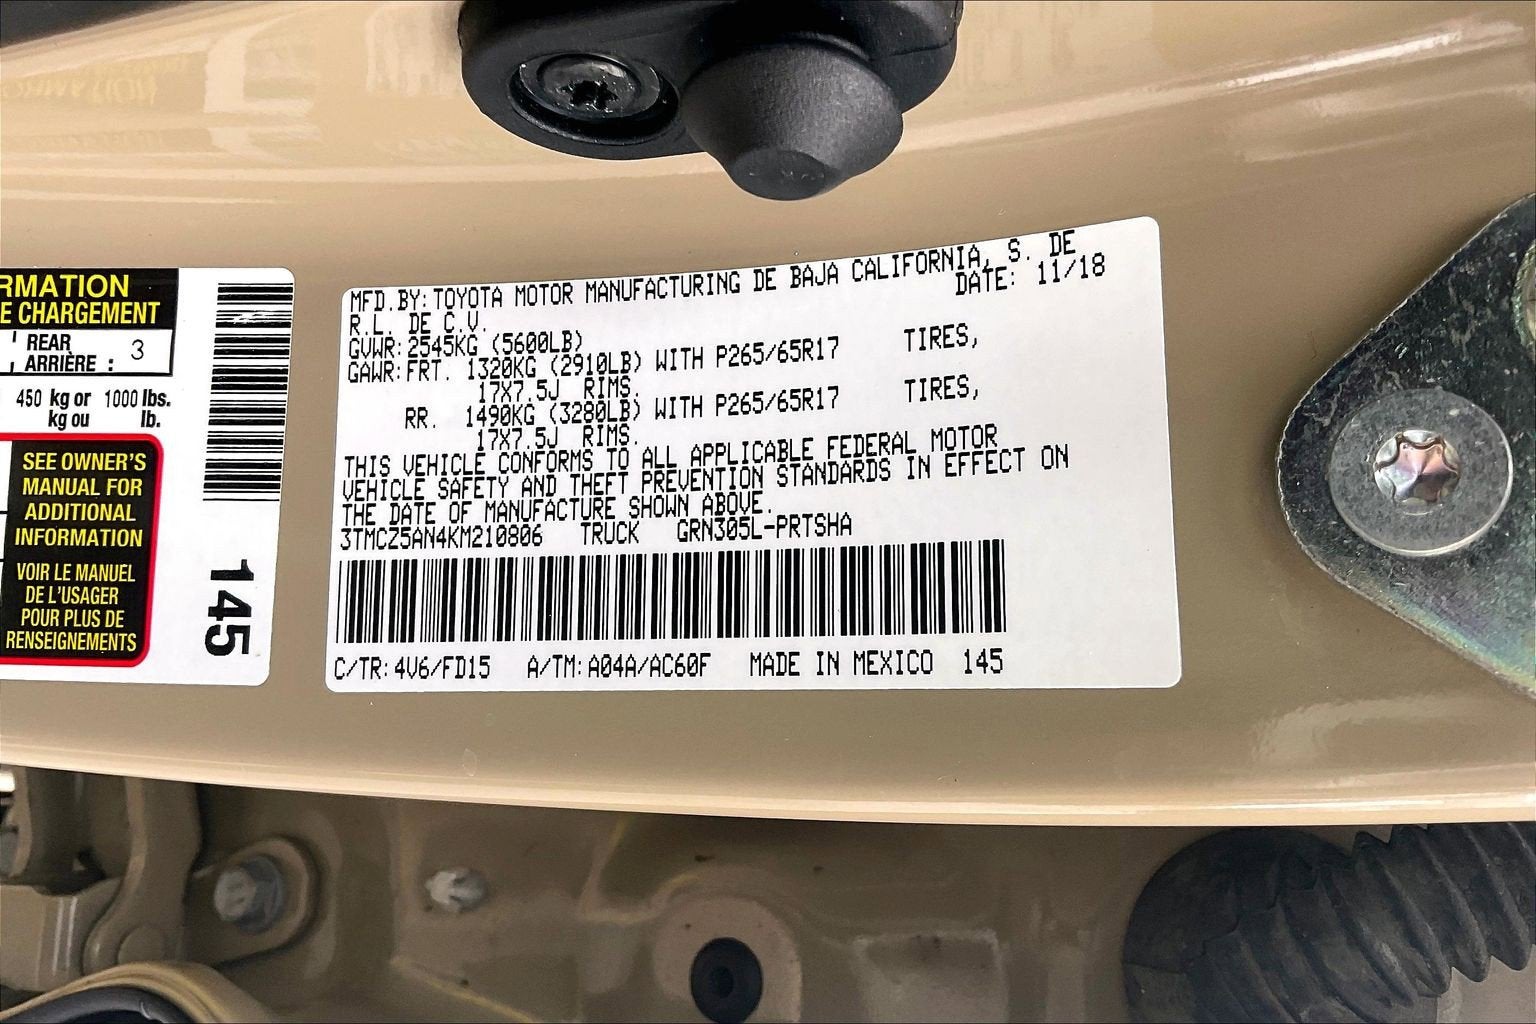 RMATION
E CHARGEMENT
REAR
ARRIÈRE : 3
450 kg or 1000 lbs.
kg ou lb.
SEE OWNER'S
MANUAL FOR
ADDITIONAL
INFORMATION
VOIR LE MANUEL
DE L'USAGER
POUR PLUS DE
RENSEIGNEMENTS
145
MFD.BY:TOYOTA MOTOR MANUFACTURING DE BAJA CALIFORNIA, S. DE
R.L. DE C.V. DATE: 11/18
GVWR:2545KG (5600LB)
GAWR:FRT. 1320KG (2910LB) WITH P265/65R17 TIRES,
17X7.5J RIMS.
RR. 1490KG (3280LB) WITH P265/65R17 TIRES,
17X7.5J RIMS.
THIS VEHICLE CONFORMS TO ALL APPLICABLE FEDERAL MOTOR
VEHICLE SAFETY AND THEFT PREVENTION STANDARDS IN EFFECT ON
THE DATE OF MANUFACTURE SHOWN ABOVE.
3TMCZ5AN4KM210806 TRUCK GRN305L-PRTSHA
C/TR:4V6/FD15 A/TM:A04A/AC60F MADE IN MEXICO 145